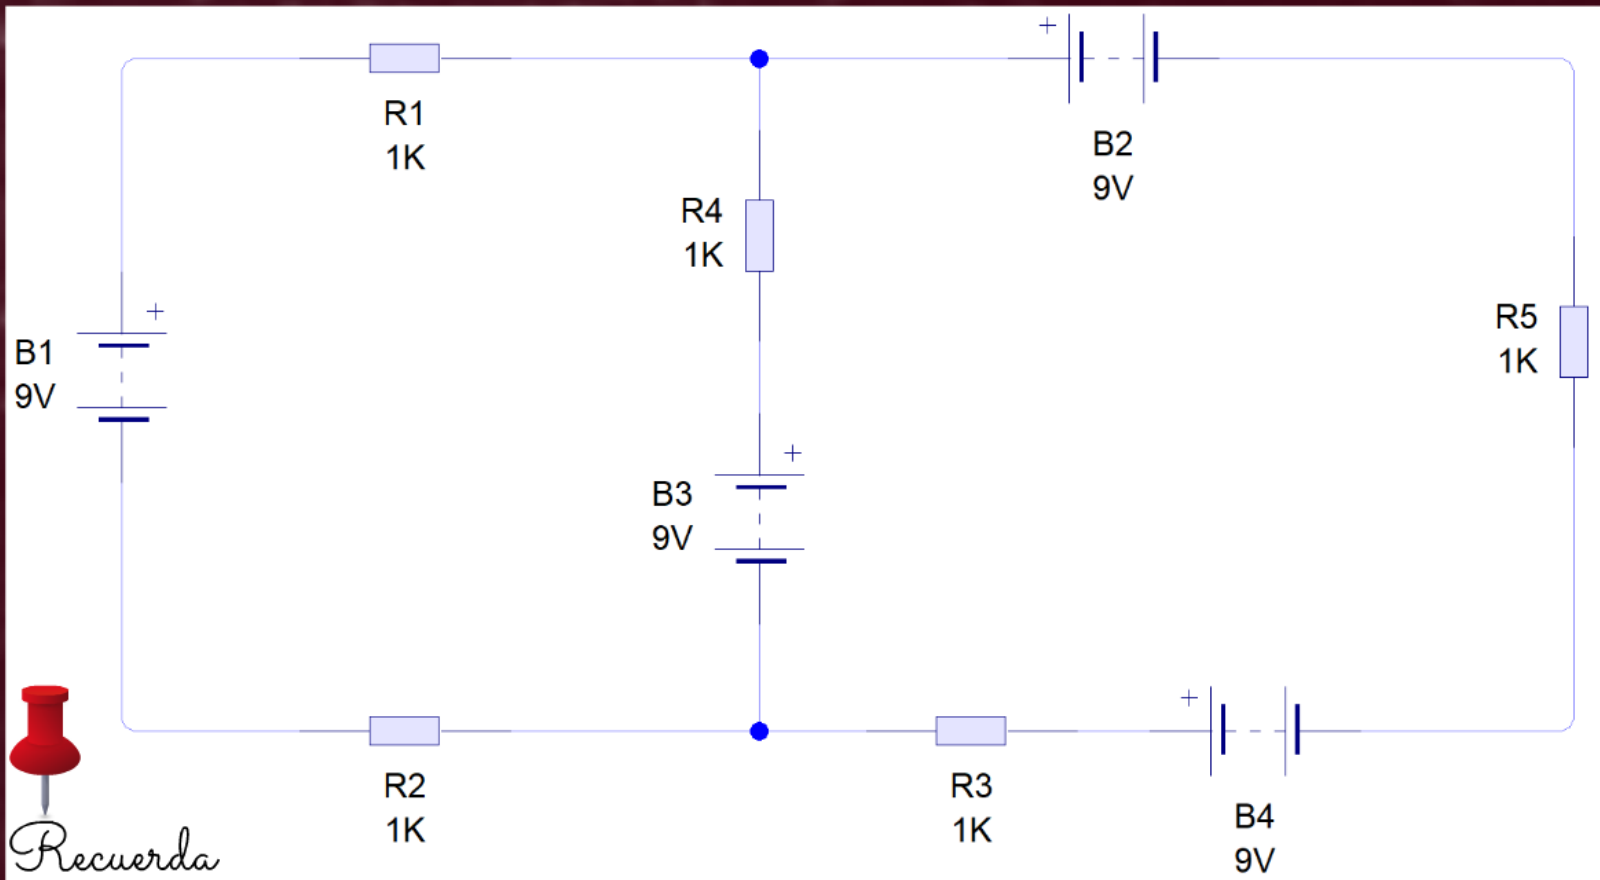 +
B2
9V
R1
1K
R4
1K
+
B1
9V
R5
1K
+
B3
9V
+
R2
1K
R3
1K
B4
9V
Recuerda